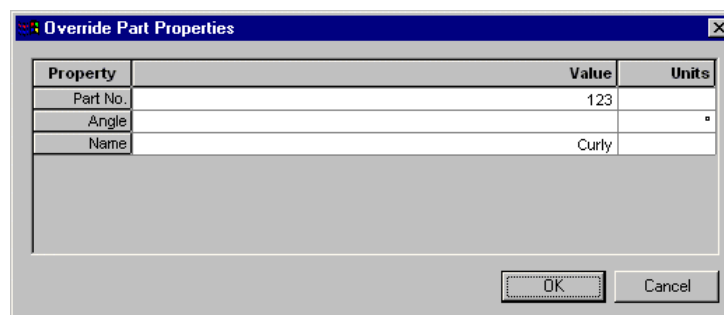 Override Part Properties
Property Value Units
Part No. 123
Angle °
Name Curly
OK Cancel